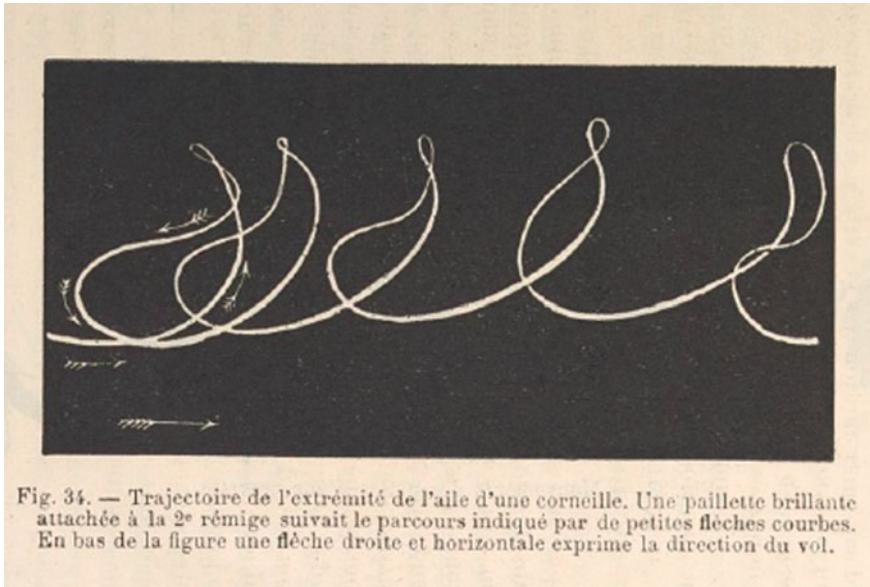 Fig. 34. — Trajectoire de l'extrémité de l'aile d'une corneille. Une paillette brillante
attachée à la 2e rémige suivait le parcours indiqué par de petites flèches courbes.
En bas de la figure une flèche droite et horizontale exprime la direction du vol.